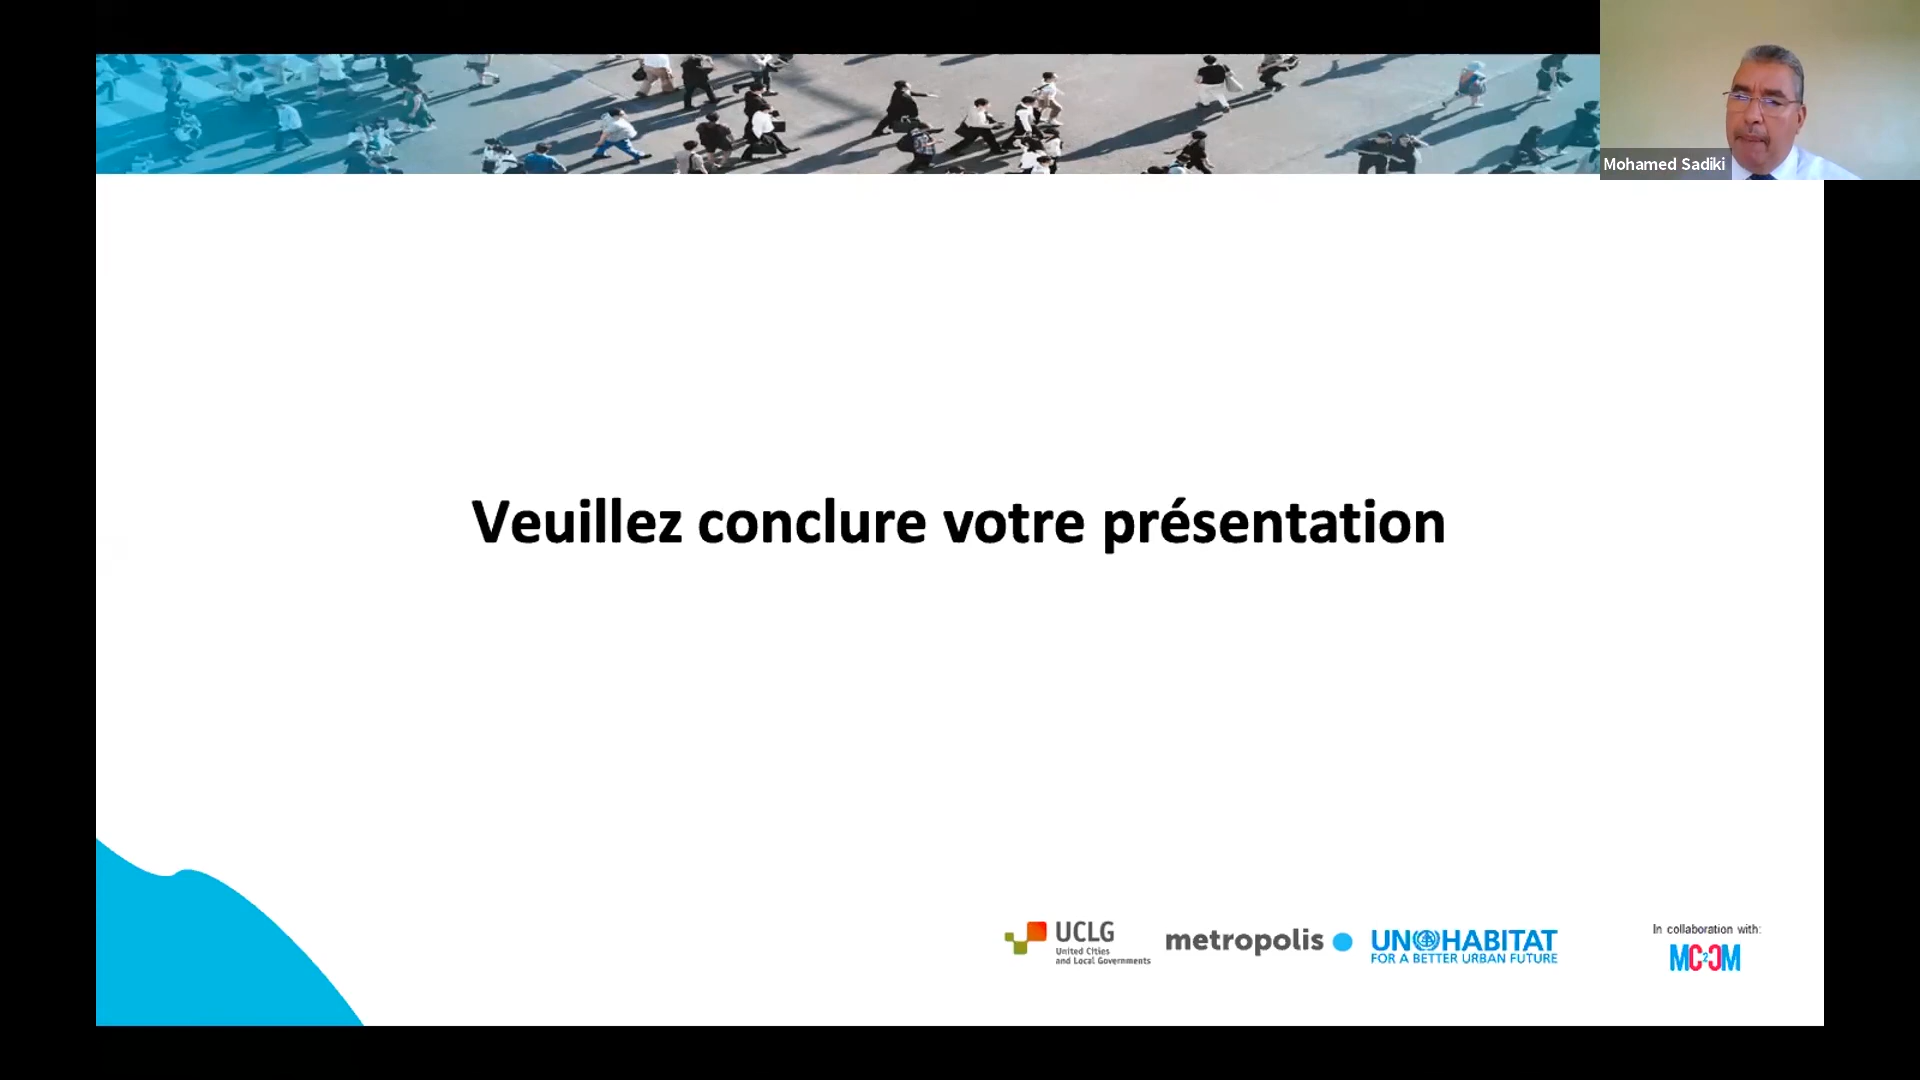 Mohamed Sadiki
Veuillez conclure votre présentation
UCLG
United Cities
and Local Governments
metropolis
UN HABITAT
FOR A BETTER URBAN FUTURE
In collaboration with:
MC2CM